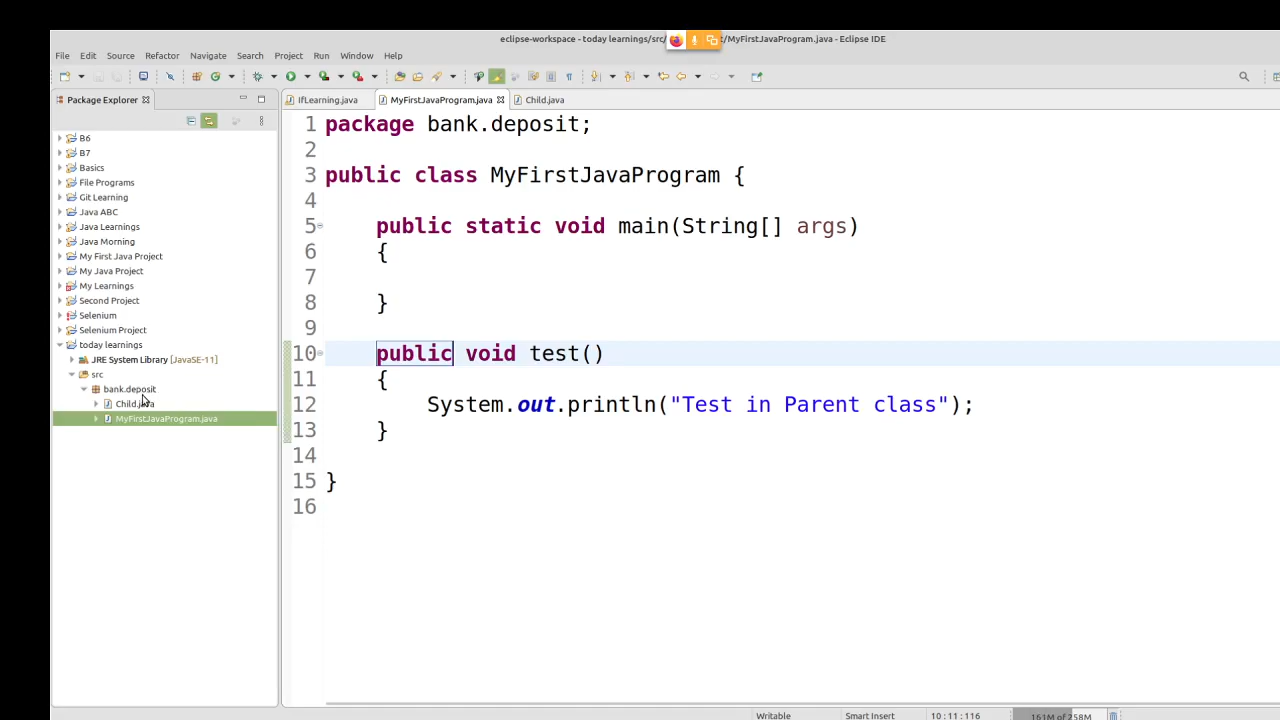 eclipse-workspace - today learnings/src/ t/MyFirstJavaProgram.java - Eclipse IDE
File Edit Source Refactor Navigate Search Project Run Window Help
Package Explorer
IfLearning.java MyFirstJavaProgram.java Child.java
B6
B7
Basics
File Programs
Git Learning
Java ABC
Java Learnings
Java Morning
My First Java Project
My Java Project
My Learnings
Second Project
Selenium
Selenium Project
today learnings
JRE System Library [JavaSE-11]
src
bank.deposit
Child.java
MyFirstJavaProgram.java
1 package bank.deposit;
2
3 public class MyFirstJavaProgram {
4
5 public static void main(String[] args)
6 {
7
8 }
9
10 public void test()
11 {
12 System.out.println("Test in Parent class");
13 }
14
15 }
16
Writable Smart Insert 10 : 11 : 116 161M of 258M